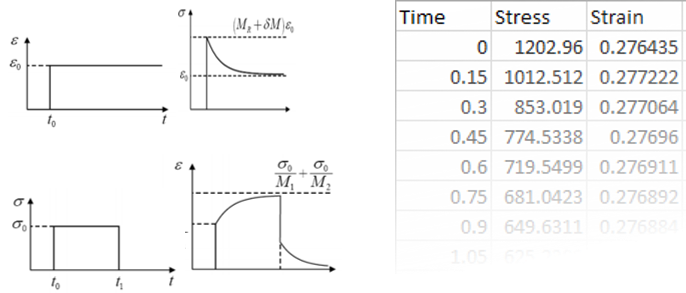 ε
ε₀
t₀
t
σ
(M_R + δM)ε₀
ε₀
σ
σ₀
t₀
t₁
t
ε
σ₀/M₁ + σ₀/M₂
Time Stress Strain
0 1202.96 0.276435
0.15 1012.512 0.277222
0.3 853.019 0.277064
0.45 774.5338 0.27696
0.6 719.5499 0.276911
0.75 681.0423 0.276892
0.9 649.6311 0.276884
1.05